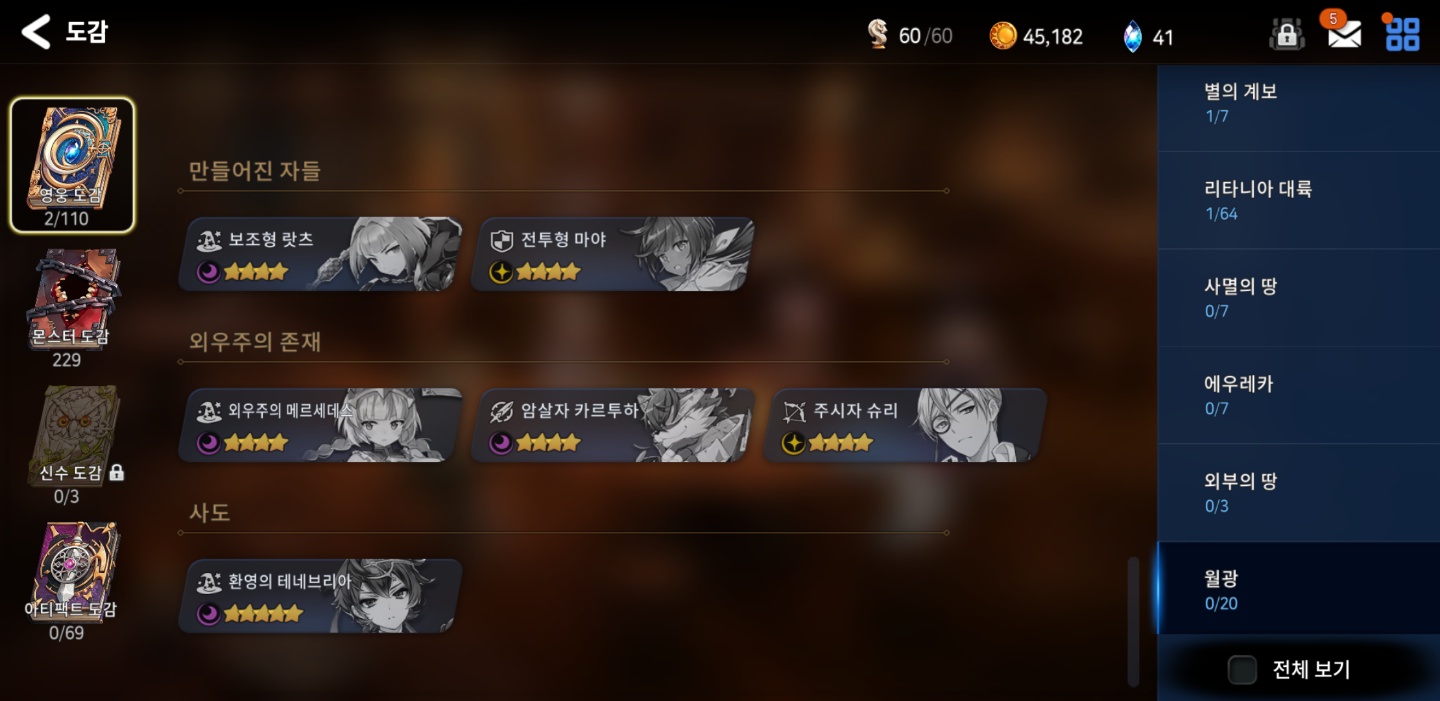 도감
60/60
45,182
41
5
영웅 도감
2/110
몬스터 도감
229
신수 도감
0/3
아티팩트 도감
0/69
만들어진 자들
보조형 랏츠
전투형 마야
외우주의 존재
외우주의 메르세데스
암살자 카르투하
주시자 슈리
사도
환영의 테네브리아
별의 계보
1/7
리타니아 대륙
1/64
사멸의 땅
0/7
에우레카
0/7
외부의 땅
0/3
월광
0/20
전체 보기